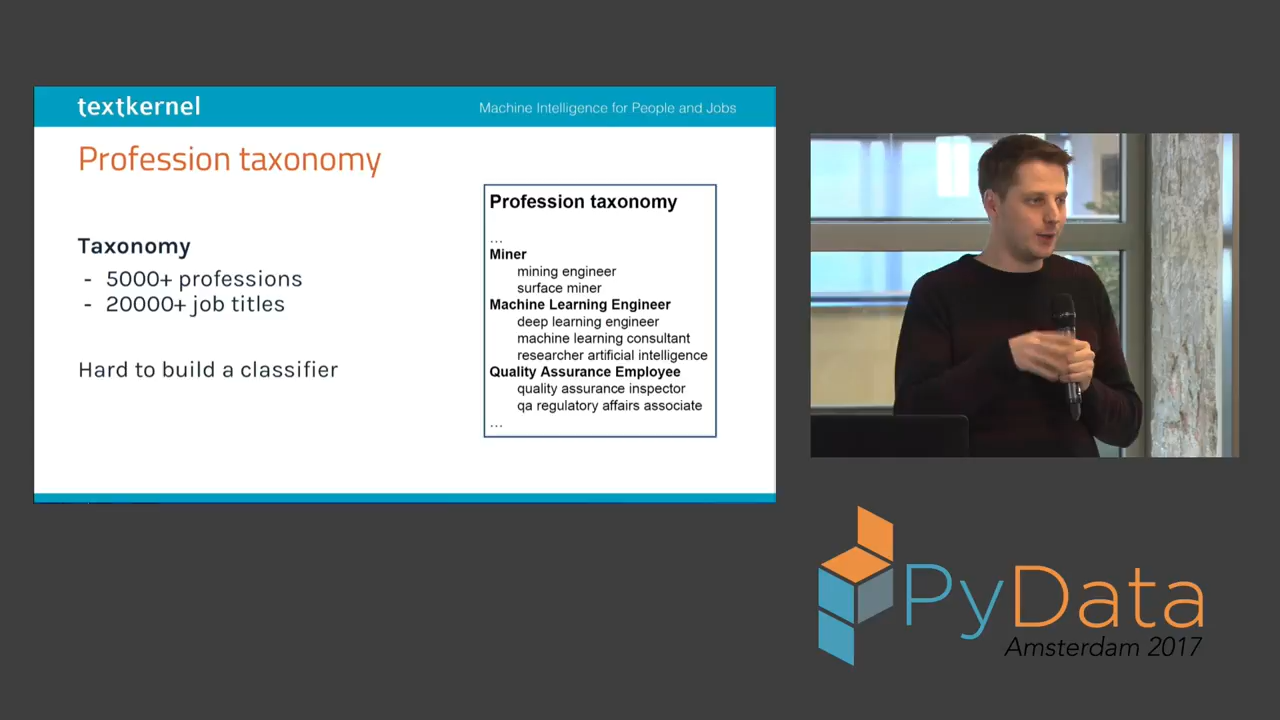 textkernel
Machine Intelligence for People and Jobs
Profession taxonomy
Taxonomy
- 5000+ professions
- 20000+ job titles
Hard to build a classifier
Profession taxonomy
...
Miner
mining engineer
surface miner
Machine Learning Engineer
deep learning engineer
machine learning consultant
researcher artificial intelligence
Quality Assurance Employee
quality assurance inspector
qa regulatory affairs associate
...
PyData
Amsterdam 2017